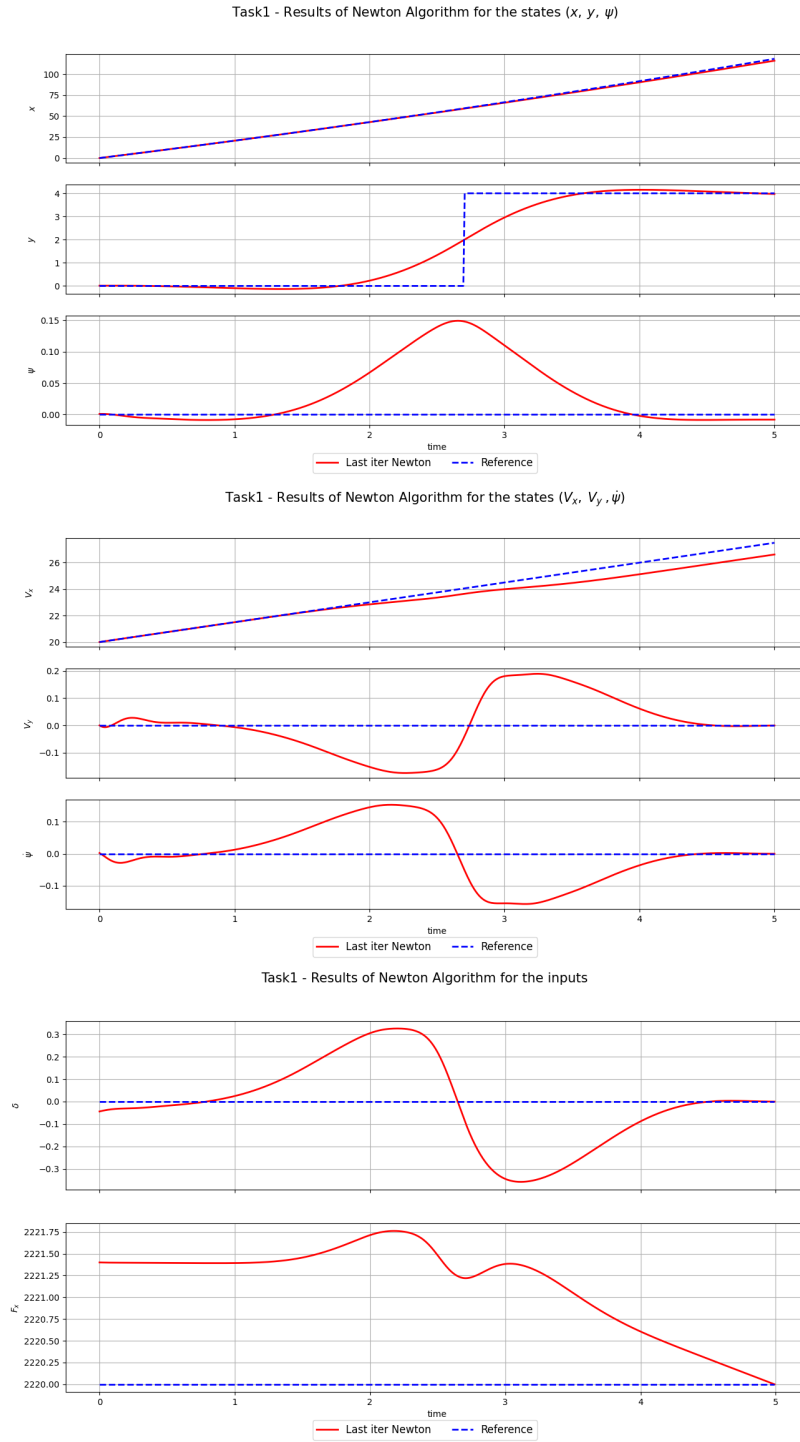 Task1 - Results of Newton Algorithm for the states (x, y, ψ)
100
75
50
25
0
x
4
3
2
1
0
y
0.15
0.10
0.05
0.00
ψ
0 1 2 3 4 5
time
Last iter Newton Reference
Task1 - Results of Newton Algorithm for the states (Vₓ, V_y ,ψ̇)
26
24
22
20
Vₓ
0.2
0.1
0.0
−0.1
V_y
0.1
0.0
−0.1
ψ̇
0 1 2 3 4 5
time
Last iter Newton Reference
Task1 - Results of Newton Algorithm for the inputs
0.3
0.2
0.1
0.0
−0.1
−0.2
−0.3
δ
2221.75
2221.50
2221.25
2221.00
2220.75
2220.50
2220.25
2220.00
Fₓ
0 1 2 3 4 5
time
Last iter Newton Reference